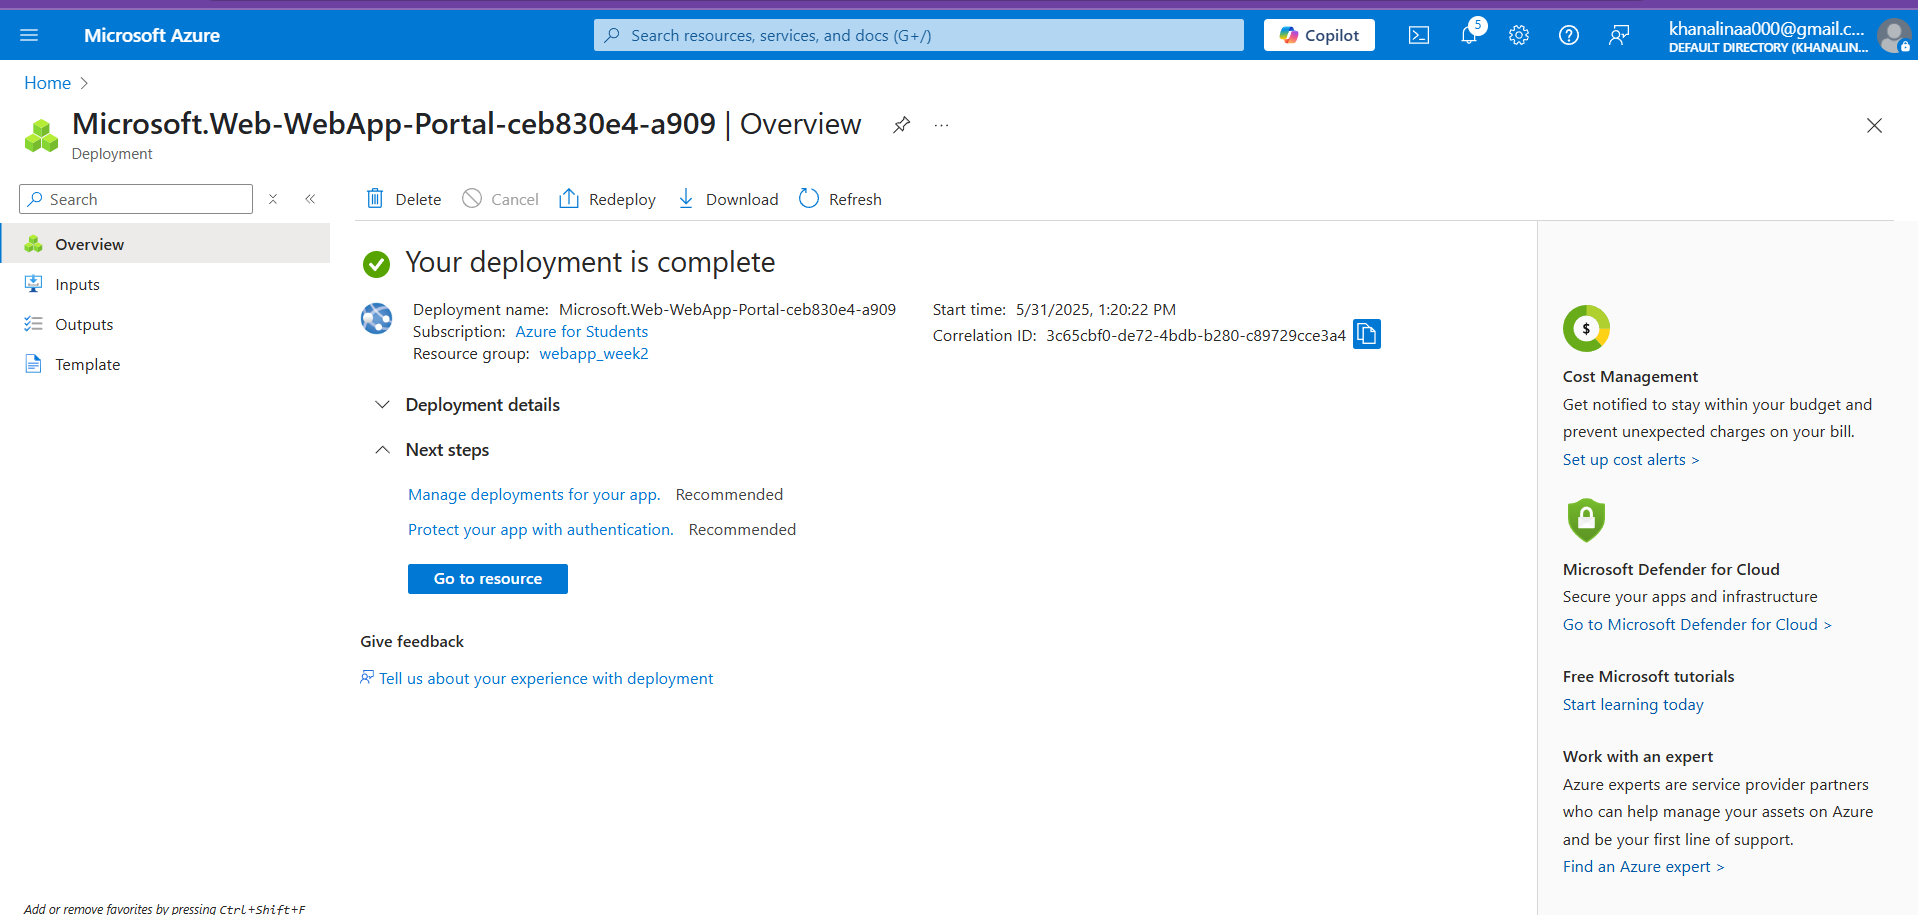 Microsoft Azure
Search resources, services, and docs (G+/)
Copilot
5
khanalinaa000@gmail.c...
DEFAULT DIRECTORY (KHANALIN...
Home
Microsoft.Web-WebApp-Portal-ceb830e4-a909 | Overview
...
Deployment
Search
Delete
Cancel
Redeploy
Download
Refresh
Overview
Inputs
Outputs
Template
Your deployment is complete
Deployment name: Microsoft.Web-WebApp-Portal-ceb830e4-a909
Subscription: Azure for Students
Resource group: webapp_week2
Start time: 5/31/2025, 1:20:22 PM
Correlation ID: 3c65cbf0-de72-4bdb-b280-c89729cce3a4
Deployment details
Next steps
Manage deployments for your app. Recommended
Protect your app with authentication. Recommended
Go to resource
Give feedback
Tell us about your experience with deployment
$
Cost Management
Get notified to stay within your budget and
prevent unexpected charges on your bill.
Set up cost alerts >
Microsoft Defender for Cloud
Secure your apps and infrastructure
Go to Microsoft Defender for Cloud >
Free Microsoft tutorials
Start learning today
Work with an expert
Azure experts are service provider partners
who can help manage your assets on Azure
and be your first line of support.
Find an Azure expert >
Add or remove favorites by pressing Ctrl+Shift+F